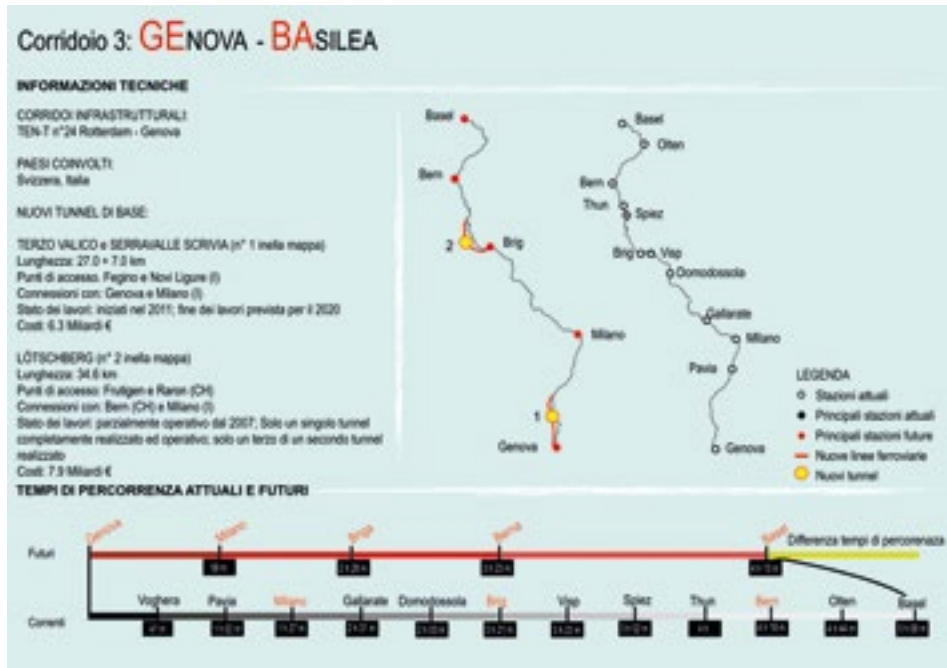 Corridoio 3: GENOVA - BASILEA
INFORMAZIONI TECNICHE
CORRIDOI INFRASTRUTTURALI:
TEN-T n°24 Rotterdam - Genova
PAESI COINVOLTI:
Svizzera, Italia
NUOVI TUNNEL DI BASE:
TERZO VALICO e SERRAVALLE SCRIVIA (n° 1 inella mappa)
Lunghezza: 27.0 + 7.0 km
Punti di accesso: Fegino e Novi Ligure (I)
Connessioni con: Genova e Milano (I)
Stato dei lavori: iniziati nel 2011; fine dei lavori prevista per il 2020
Costi: 6.3 Miliardi €
LÖTSCHBERG (n° 2 inella mappa)
Lunghezza: 34.6 km
Punti di accesso: Frutigen e Raron (CH)
Connessioni con: Bern (CH) e Milano (I)
Stato dei lavori: parzialmente operativo dal 2007; Solo un singolo tunnel
completamente realizzato ed operativo; solo un terzo di un secondo tunnel
realizzato
Costi: 7.9 Miliardi €
Basel
Bern
2
Brig
Milano
1
Genova
Basel
Olten
Bern
Thun
Spiez
Brig
Visp
Domodossola
Gallarate
Milano
Pavia
Genova
LEGENDA
Stazioni attuali
Principali stazioni attuali
Principali stazioni future
Nuove linee ferroviarie
Nuovi tunnel
TEMPI DI PERCORRENZA ATTUALI E FUTURI
Genova
Milano
Briga
Berna
Futuri
Differenza tempi di percorenaza
Voghera
Pavia
Milano
Gallarate
Domodossola
Brig
Visp
Spiez
Thun
Bern
Olten
Basel
Correnti